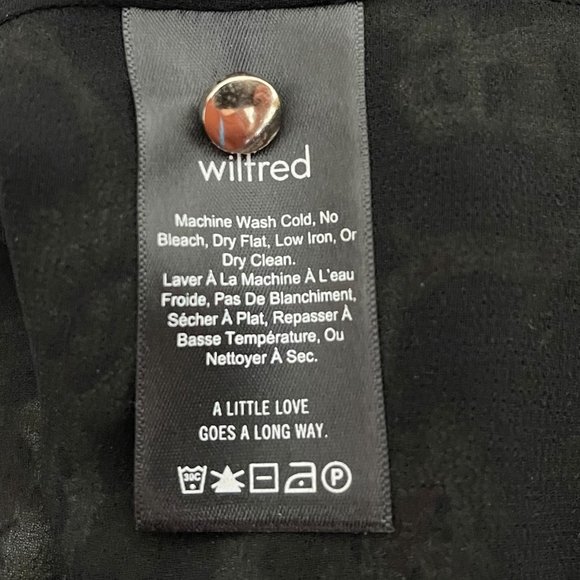 wilfred
Machine Wash Cold, No
Bleach, Dry Flat, Low Iron, Or
Dry Clean.
Laver À La Machine À L'eau
Froide, Pas De Blanchiment,
Sécher À Plat, Repasser À
Basse Température, Ou
Nettoyer À Sec.
A LITTLE LOVE
GOES A LONG WAY.
30C P